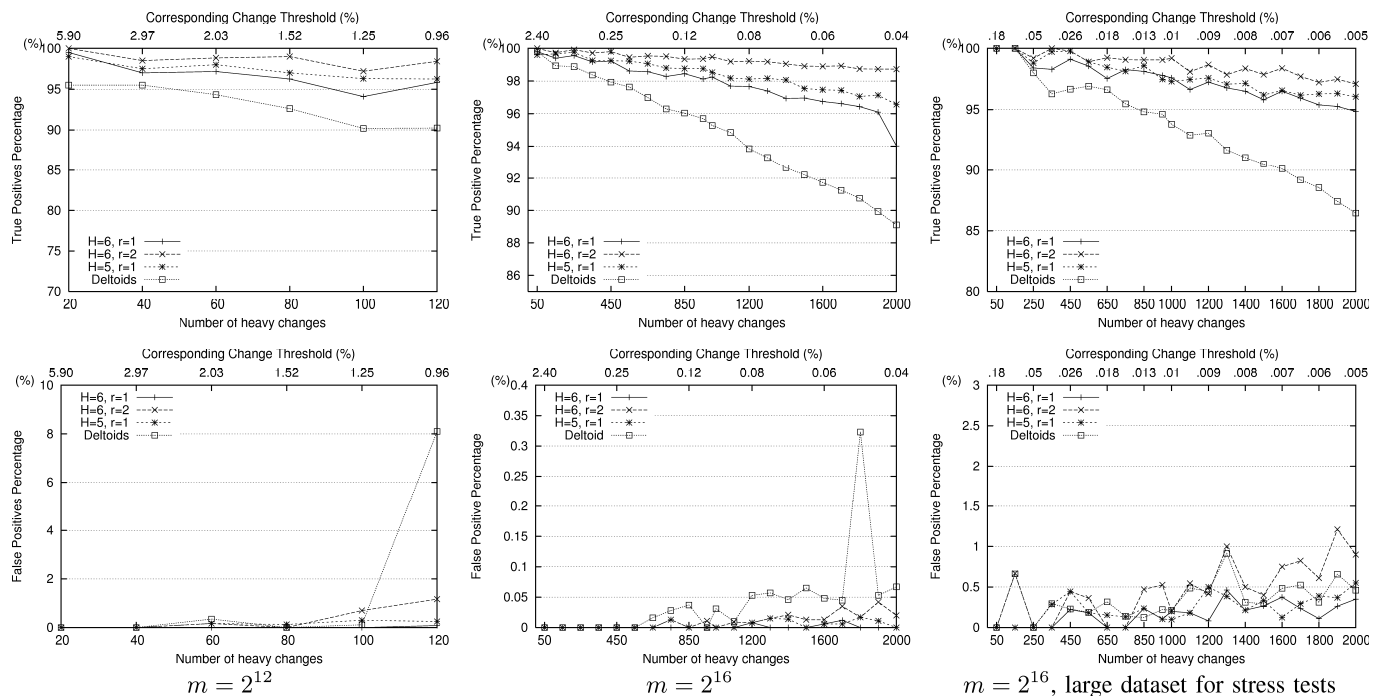 Corresponding Change Threshold (%)
5.90 2.97 2.03 1.52 1.25 0.96
(%)
100
95
90
85
80
75
70
True Positives Percentage
H=6, r=1
H=6, r=2
H=5, r=1
Deltoids
20 40 60 80 100 120
Number of heavy changes
Corresponding Change Threshold (%)
2.40 0.25 0.12 0.08 0.06 0.04
(%)
100
98
96
94
92
90
88
86
True Positives Percentage
H=6, r=1
H=6, r=2
H=5, r=1
Deltoids
50 450 850 1200 1600 2000
Number of heavy changes
Corresponding Change Threshold (%)
.18 .05 .026 .018 .013 .01 .009 .008 .007 .006 .005
(%)
100
95
90
85
80
True Positives Percentage
H=6, r=1
H=6, r=2
H=5, r=1
Deltoids
50 250 450 650 850 1000 1200 1400 1600 1800 2000
Number of heavy changes
Corresponding Change Threshold (%)
5.90 2.97 2.03 1.52 1.25 0.96
(%)
10
8
6
4
2
0
False Positives Percentage
H=6, r=1
H=6, r=2
H=5, r=1
Deltoids
20 40 60 80 100 120
Number of heavy changes
m = 2^12
Corresponding Change Threshold (%)
2.40 0.25 0.12 0.08 0.06 0.04
(%)
0.4
0.35
0.3
0.25
0.2
0.15
0.1
0.05
0
False Positives Percentage
H=6, r=1
H=6, r=2
H=5, r=1
Deltoid
50 450 850 1200 1600 2000
Number of heavy changes
m = 2^16
Corresponding Change Threshold (%)
.18 .05 .026 .018 .013 .01 .009 .008 .007 .006 .005
(%)
3
2.5
2
1.5
1
0.5
0
False Positives Percentage
H=6, r=1
H=6, r=2
H=5, r=1
Deltoids
50 250 450 650 850 1000 1200 1400 1600 1800 2000
Number of heavy changes
m = 2^16, large dataset for stress tests